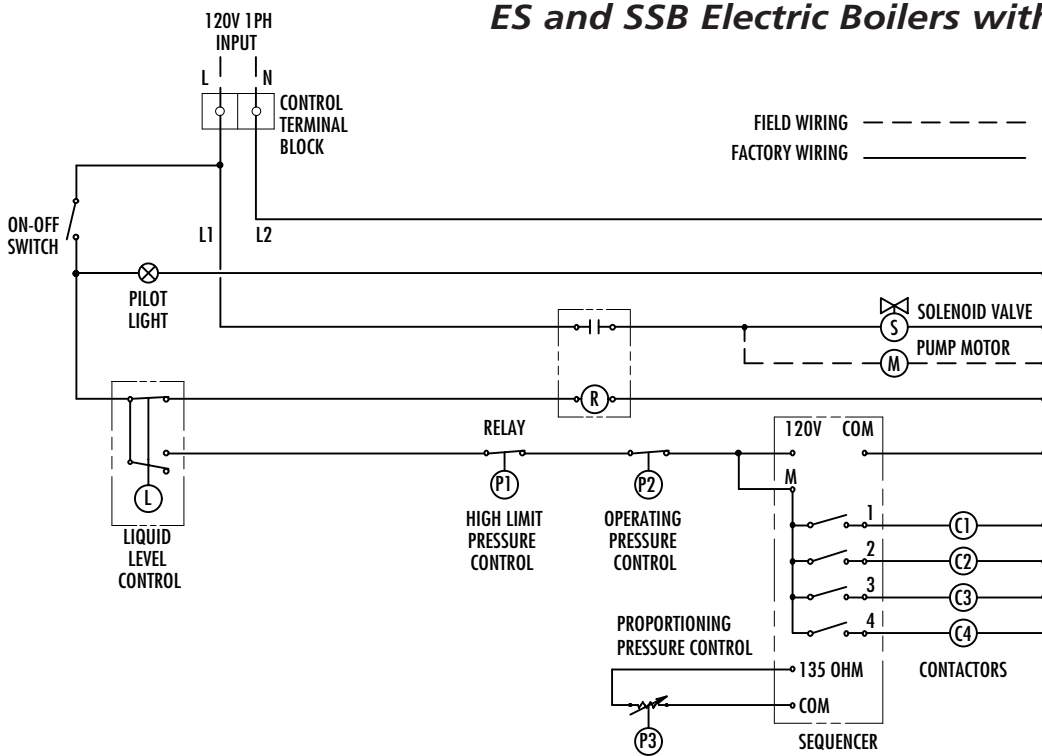 ES and SSB Electric Boilers with
120V 1PH
INPUT
L
N
CONTROL
TERMINAL
BLOCK
FIELD WIRING
FACTORY WIRING
ON-OFF
SWITCH
L1
L2
PILOT
LIGHT
SOLENOID VALVE
S
PUMP MOTOR
M
R
RELAY
120V COM
P1
P2
M
L
HIGH LIMIT
PRESSURE
CONTROL
OPERATING
PRESSURE
CONTROL
LIQUID
LEVEL
CONTROL
1
C1
2
C2
3
C3
4
C4
PROPORTIONING
PRESSURE CONTROL
135 OHM
CONTACTORS
COM
P3
SEQUENCER